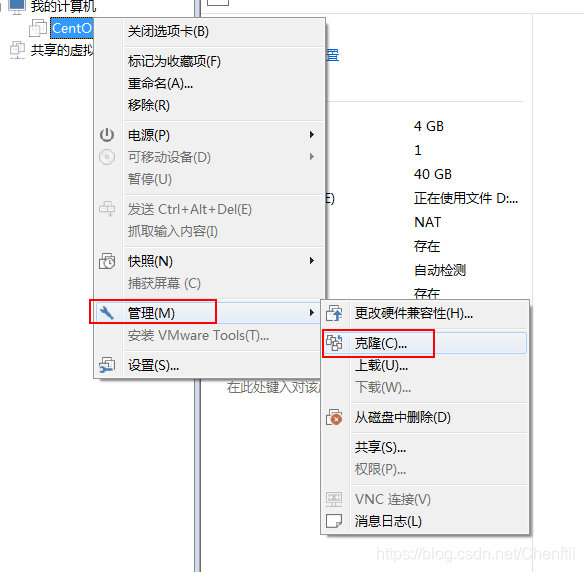 我的计算机
CentO
共享的虚拟
关闭选项卡(B)
标记为收藏项(F)
重命名(A)...
移除(R)
电源(P)
可移动设备(D)
暂停(U)
发送 Ctrl+Alt+Del(E)
抓取输入内容(I)
快照(N)
捕获屏幕 (C)
管理(M)
安装 VMware Tools(T)...
设置(S)...
置
4 GB
1
40 GB
E)
正在使用文件 D:...
NAT
存在
自动检测
存在
在此处键入对该
更改硬件兼容性(H)...
克隆(C)...
上载(U)...
下载(W)...
从磁盘中删除(D)
共享(S)...
权限(P)...
VNC 连接(V)
消息日志(L)
https://blog.csdn.net/Chenftli